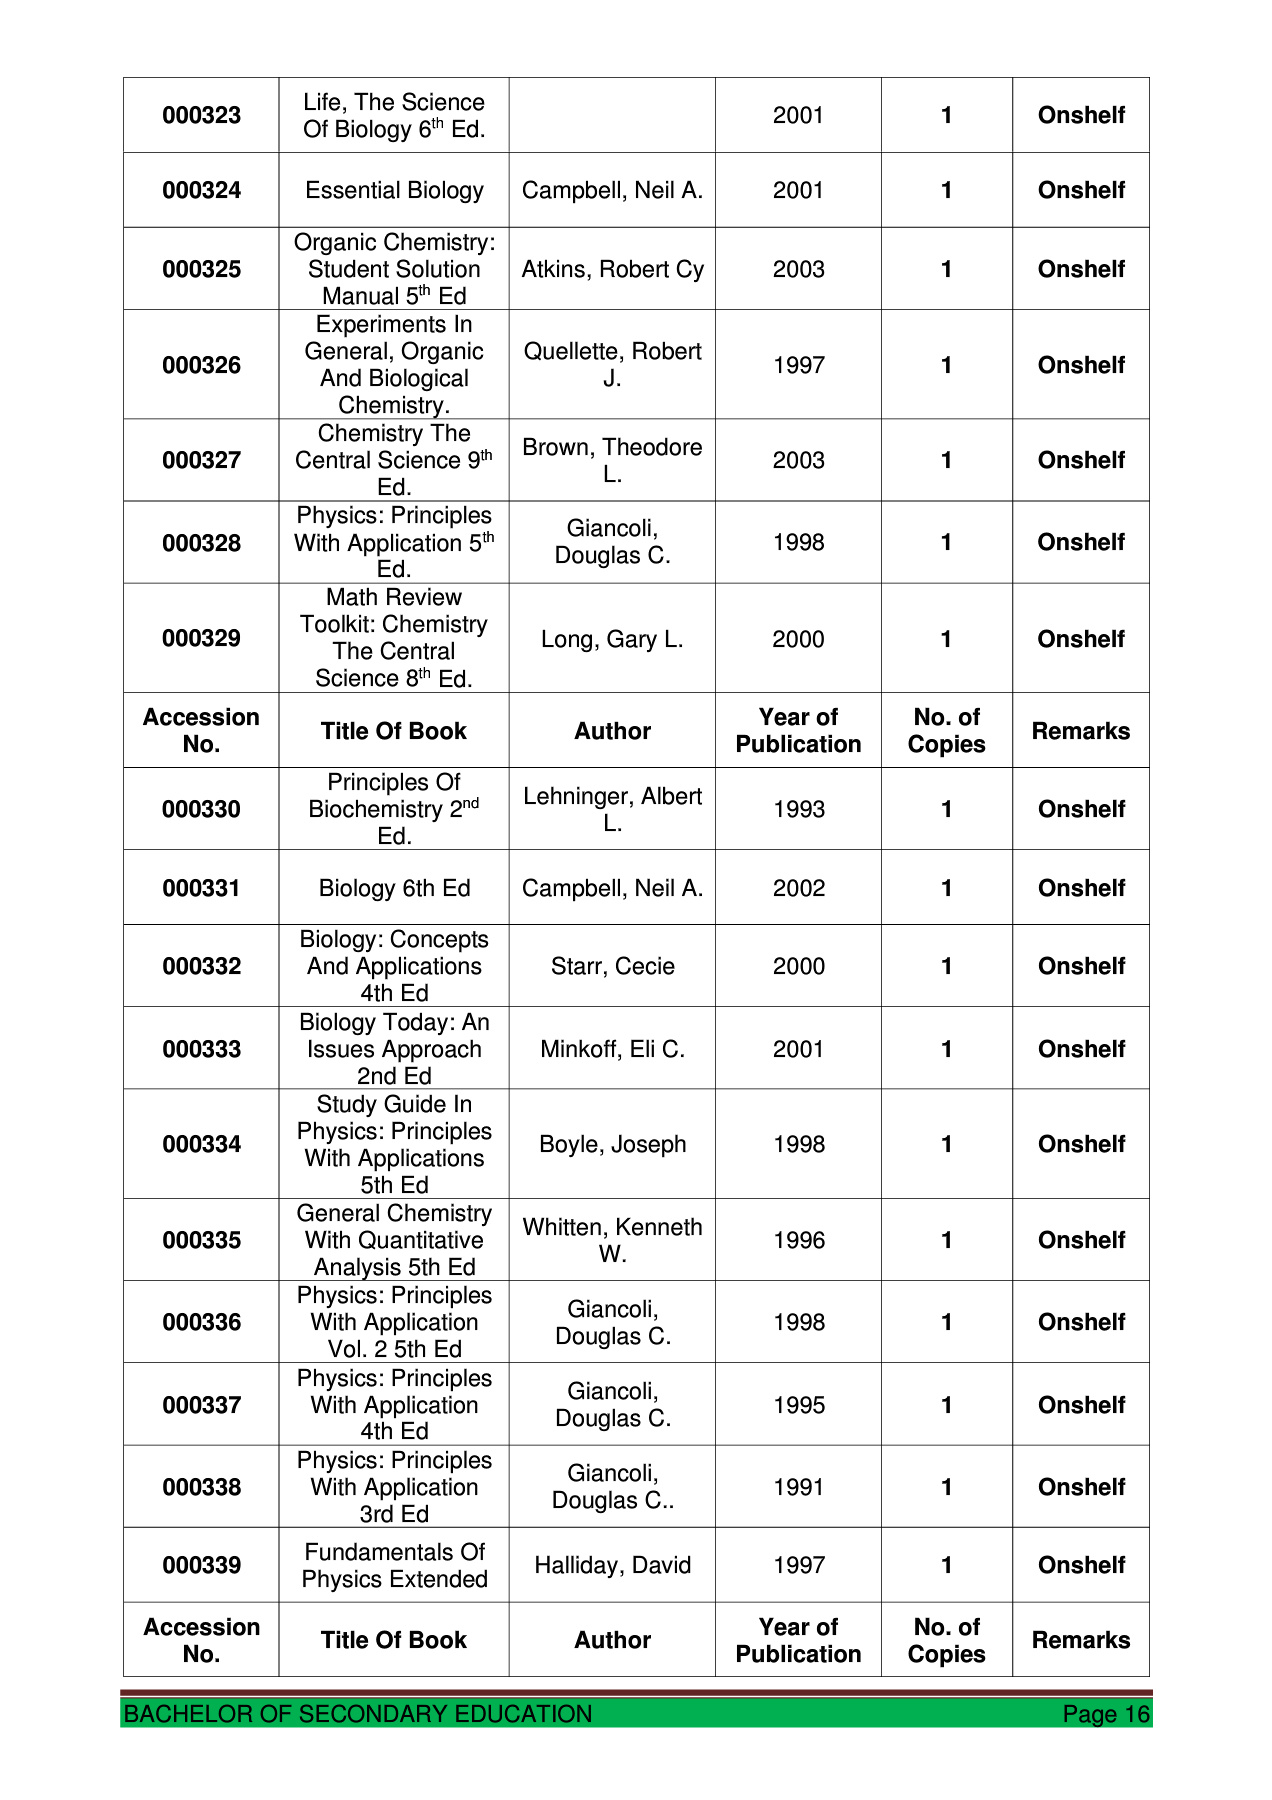 000323 Life, The Science Of Biology 6th Ed. 2001 1 Onshelf
000324 Essential Biology Campbell, Neil A. 2001 1 Onshelf
000325 Organic Chemistry: Student Solution Manual 5th Ed Atkins, Robert Cy 2003 1 Onshelf
000326 Experiments In General, Organic And Biological Chemistry. Quellette, Robert J. 1997 1 Onshelf
000327 Chemistry The Central Science 9th Ed. Brown, Theodore L. 2003 1 Onshelf
000328 Physics: Principles With Application 5th Ed. Giancoli, Douglas C. 1998 1 Onshelf
000329 Math Review Toolkit: Chemistry The Central Science 8th Ed. Long, Gary L. 2000 1 Onshelf
Accession No. Title Of Book Author Year of Publication No. of Copies Remarks
000330 Principles Of Biochemistry 2nd Ed. Lehninger, Albert L. 1993 1 Onshelf
000331 Biology 6th Ed Campbell, Neil A. 2002 1 Onshelf
000332 Biology: Concepts And Applications 4th Ed Starr, Cecie 2000 1 Onshelf
000333 Biology Today: An Issues Approach 2nd Ed Minkoff, Eli C. 2001 1 Onshelf
000334 Study Guide In Physics: Principles With Applications 5th Ed Boyle, Joseph 1998 1 Onshelf
000335 General Chemistry With Quantitative Analysis 5th Ed Whitten, Kenneth W. 1996 1 Onshelf
000336 Physics: Principles With Application Vol. 2 5th Ed Giancoli, Douglas C. 1998 1 Onshelf
000337 Physics: Principles With Application 4th Ed Giancoli, Douglas C. 1995 1 Onshelf
000338 Physics: Principles With Application 3rd Ed Giancoli, Douglas C.. 1991 1 Onshelf
000339 Fundamentals Of Physics Extended Halliday, David 1997 1 Onshelf
Accession No. Title Of Book Author Year of Publication No. of Copies Remarks
BACHELOR OF SECONDARY EDUCATION Page 16